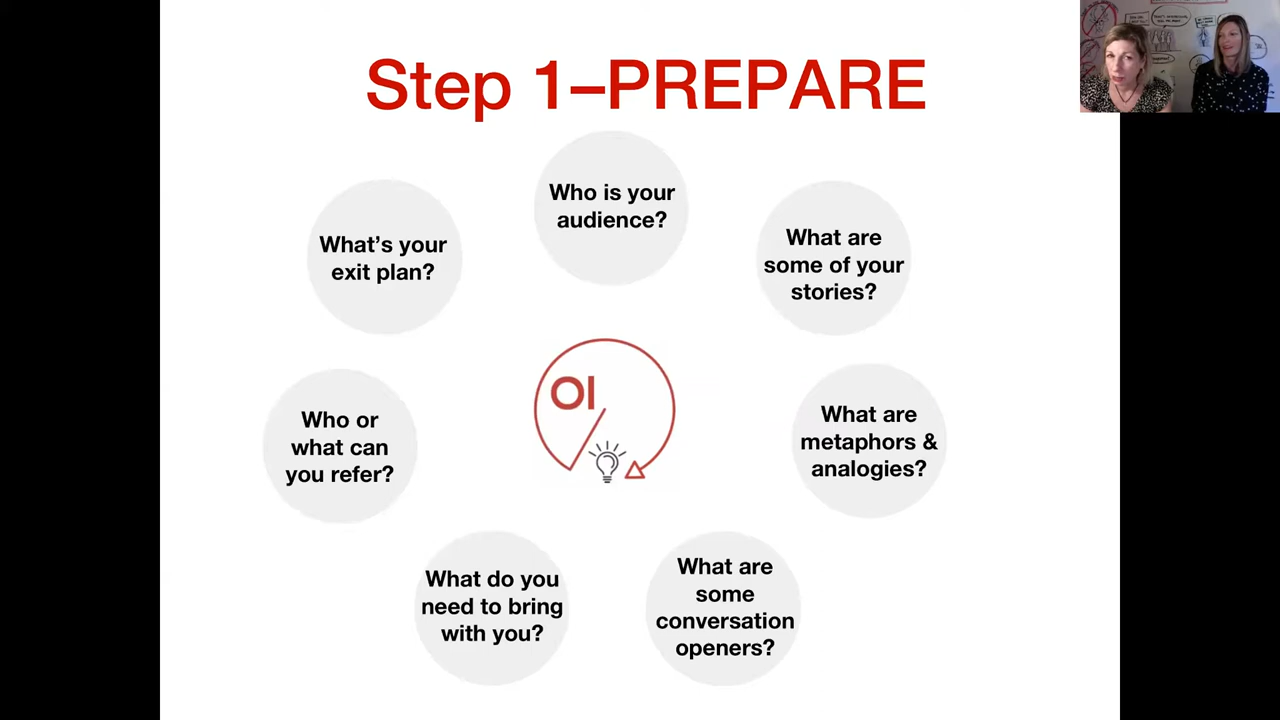 Step 1–PREPARE
Who is your
audience?
What are
some of your
stories?
What are
metaphors &
analogies?
What are
some
conversation
openers?
What do you
need to bring
with you?
Who or
what can
you refer?
What’s your
exit plan?
OI